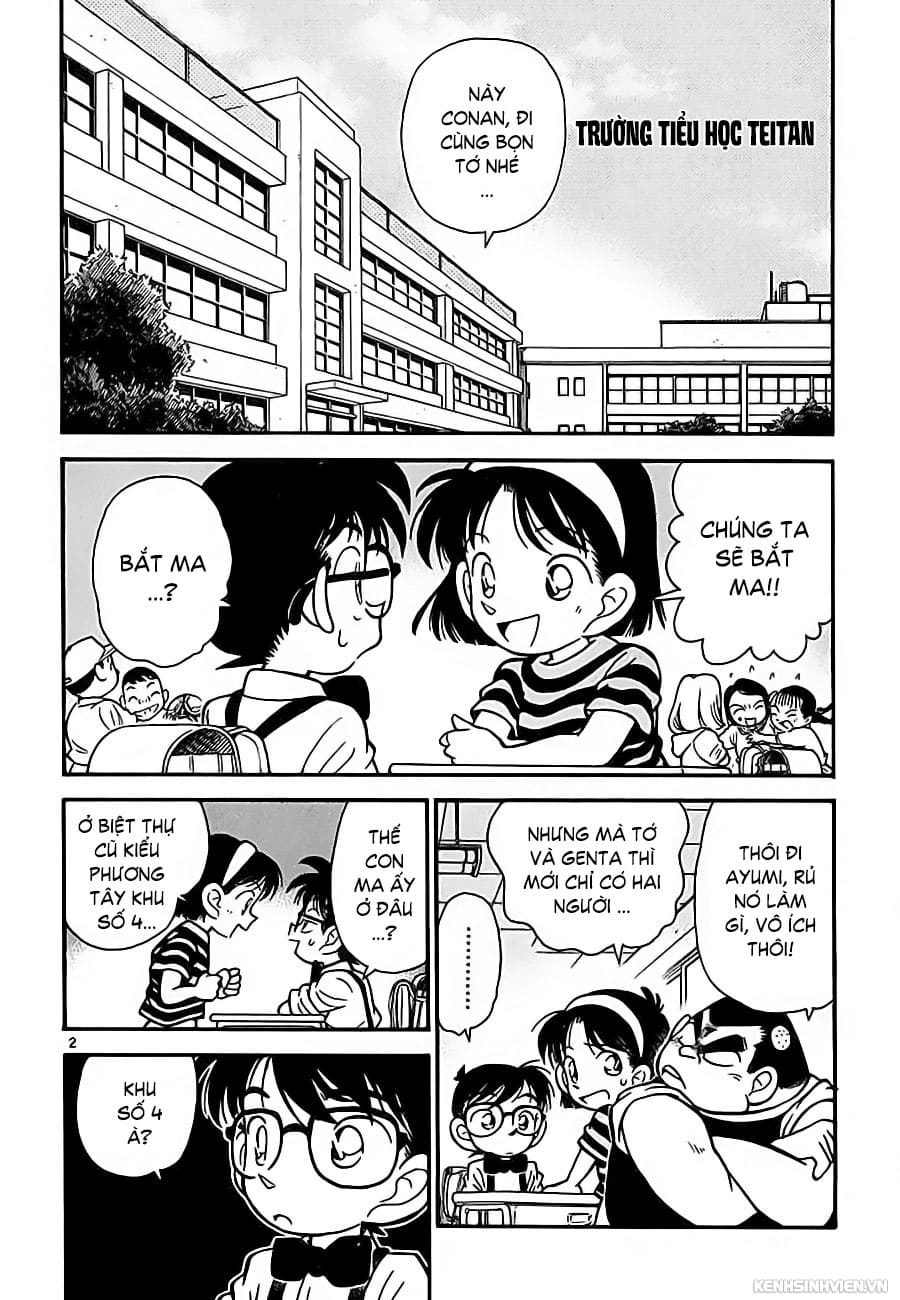 NÀY
CONAN, ĐI
CÙNG BỌN
TỚ NHÉ
...
TRƯỜNG TIỂU HỌC TEITAN
CHÚNG TA
SẼ BẮT
MA!!
BẮT MA
...?
THÔI ĐI
AYUMI, RỦ
NÓ LÀM
GÌ, VÔ ÍCH
THÔI!
NHƯNG MÀ TỚ
VÀ GENTA THÌ
MỚI CHỈ CÓ HAI
NGƯỜI ...
.........
THẾ
CON
MA ẤY
Ở ĐÂU
...?
Ở BIỆT THỰ
CŨ KIỂU
PHƯƠNG
TÂY KHU
SỐ 4...
2
KHU
SỐ 4
À?
KENHSINHVIEN.VN